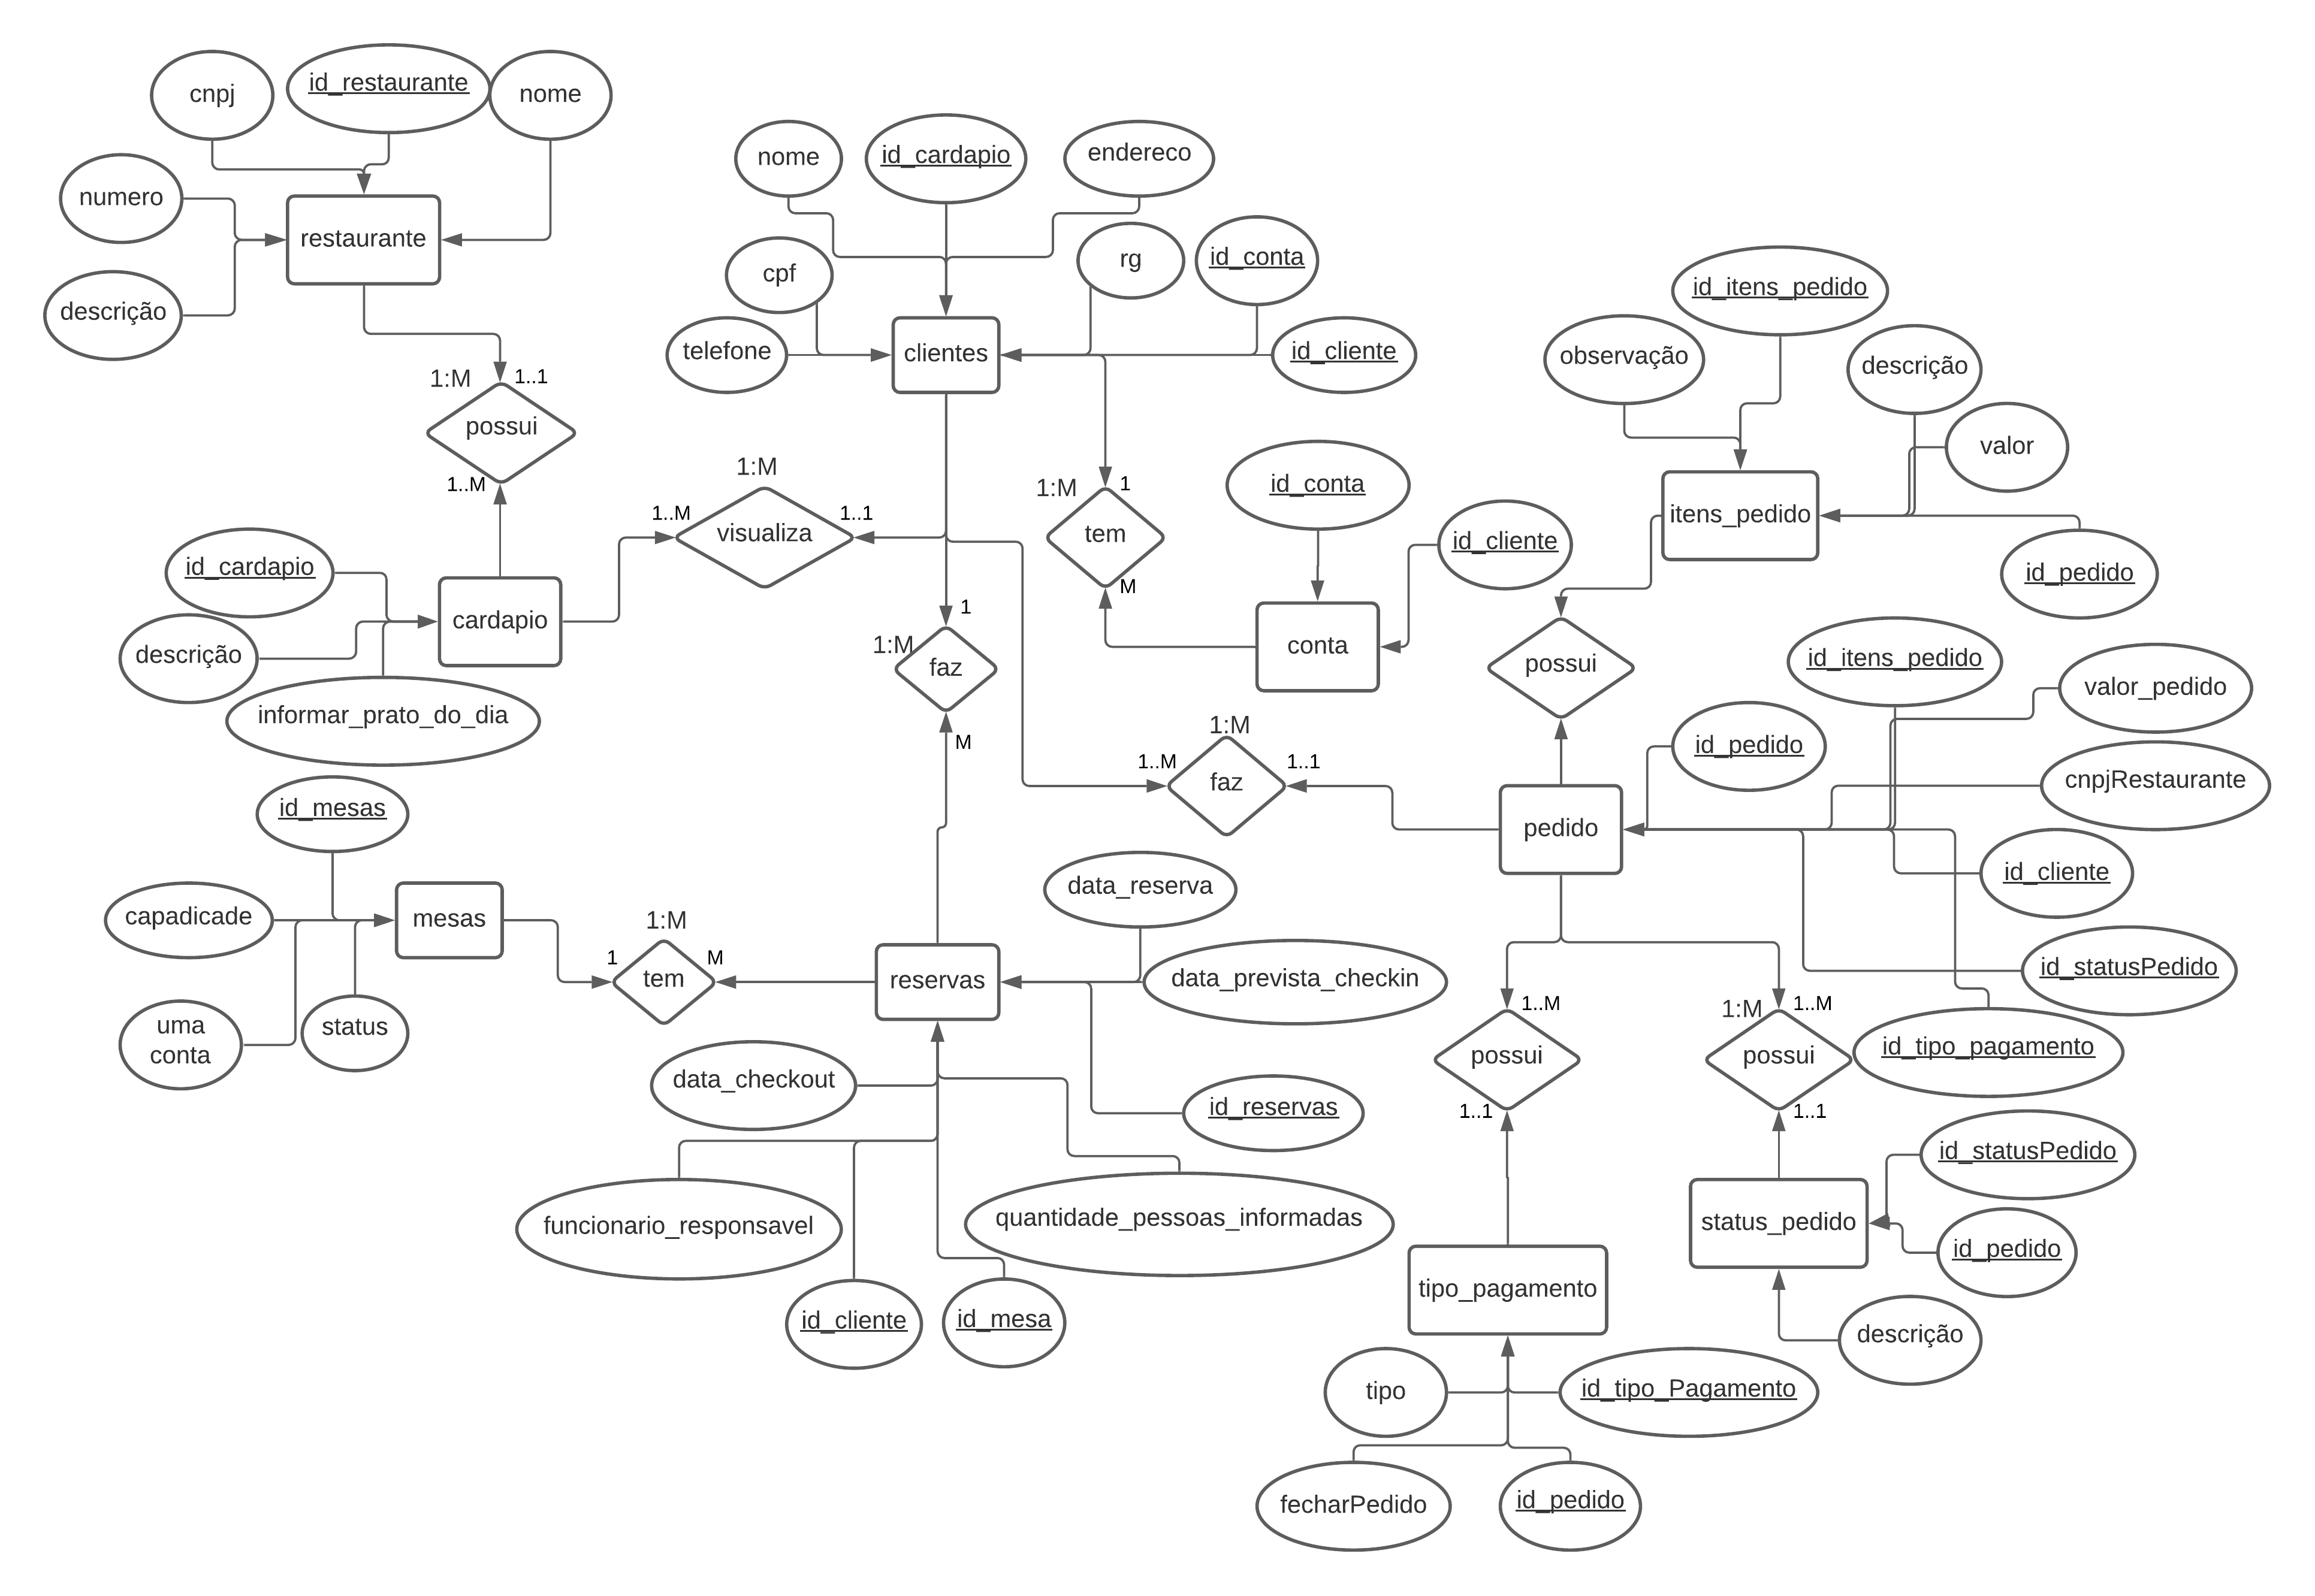 cnpj
id_restaurante
nome
numero
restaurante
descrição
1:M
1..1
possui
1..M
id_cardapio
descrição
cardapio
informar_prato_do_dia
nome
id_cardapio
endereco
cpf
rg
id_conta
telefone
clientes
id_cliente
1:M
1..M
visualiza
1..1
1:M
1
tem
M
id_conta
id_cliente
conta
1
1:M
faz
M
1:M
1..M
faz
1..1
id_itens_pedido
observação
descrição
valor
itens_pedido
id_pedido
possui
id_itens_pedido
valor_pedido
id_pedido
cnpjRestaurante
pedido
id_cliente
id_statusPedido
id_tipo_pagamento
id_mesas
capadicade
mesas
uma
conta
status
1:M
1
tem
M
data_reserva
reservas
data_prevista_checkin
data_checkout
id_reservas
funcionario_responsavel
quantidade_pessoas_informadas
id_cliente
id_mesa
1..M
possui
1..1
1:M
1..M
possui
1..1
id_statusPedido
status_pedido
id_pedido
descrição
tipo_pagamento
tipo
id_tipo_Pagamento
fecharPedido
id_pedido